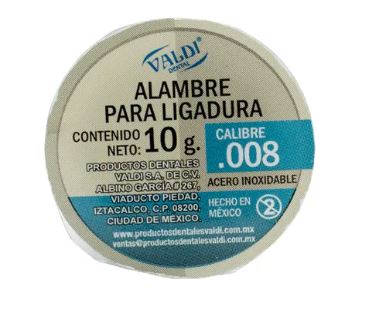 VALDI®
DENTAL
ALAMBRE
PARA LIGADURA
CONTENIDO
NETO: 10 g.
CALIBRE
.008
PRODUCTOS DENTALES
VALDI S.A. DE C.V.
ALBINO GARCÍA # 267,
VIADUCTO PIEDAD,
IZTACALCO, C.P. 08200,
CIUDAD DE MÉXICO.
ACERO INOXIDABLE
HECHO EN
MÉXICO
2
www.productosdentalesvaldi.com.mx
ventas@productosdentalesvaldi.com.mx